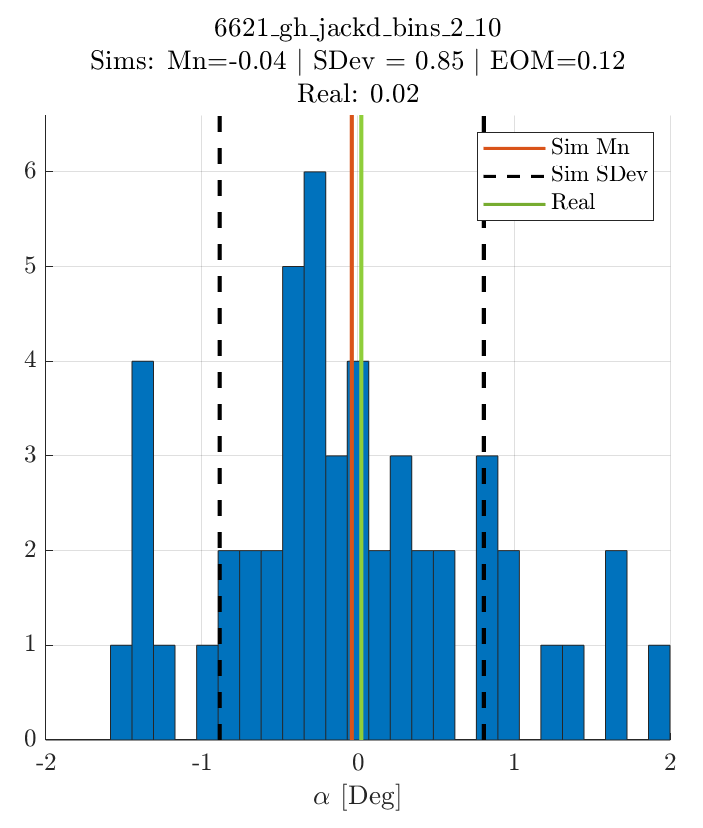 6621_gh_jackd_bins_2_10
Sims: Mn=-0.04 | SDev = 0.85 | EOM=0.12
Real: 0.02
Sim Mn
Sim SDev
Real
6
5
4
3
2
1
0
-2
-1
0
1
2
α [Deg]